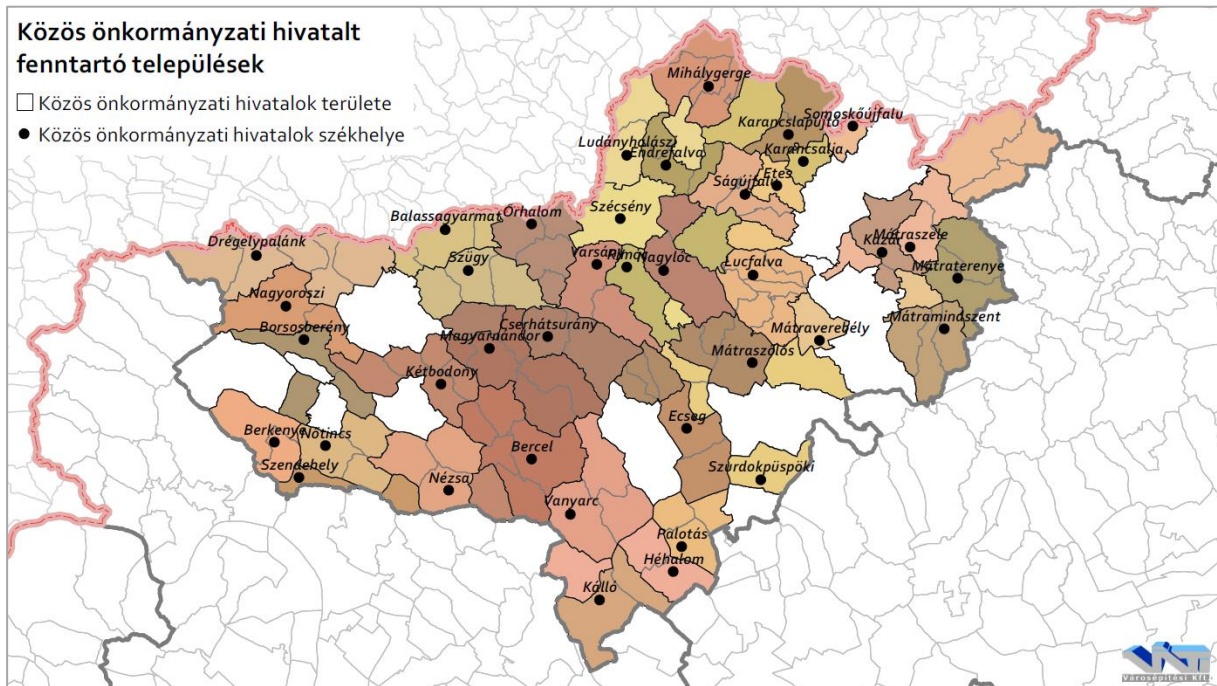 Közös önkormányzati hivatalt
fenntartó települések
Közös önkormányzati hivatalok területe
Közös önkormányzati hivatalok székhelye
Mihálygerge
Karancslapujtő
Somoskőújfalu
Ludányhalászi
Endrefalva
Karancsalja
Etes
Ságújfalu
Szécsény
Balassagyarmat
Őrhalom
Drégelypalánk
Szügy
Varsány
Rimóc
Nagylóc
Lucfalva
Kazár
Mátraszele
Mátraterenye
Nagyoroszi
Borsosberény
Magyarnándor
Cserhátsurány
Mátraszőlős
Mátraverebély
Mátramindszent
Kétbodony
Ecseg
Berkenye
Nőtincs
Szendehely
Nézsa
Bercel
Szurdokpüspöki
Vanyarc
Palotás
Héhalom
Kálló
VÁTI
Városépítési Kft.